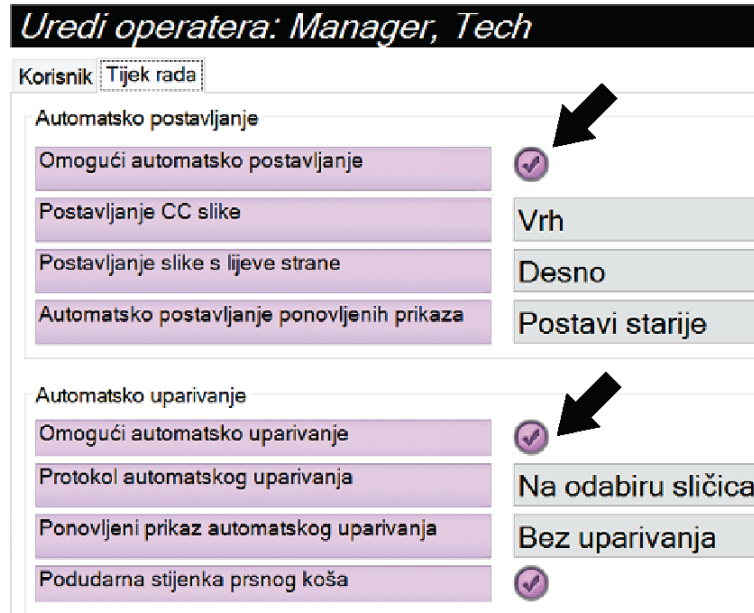 Uredi operatera: Manager, Tech
Korisnik Tijek rada
Automatsko postavljanje
Omogući automatsko postavljanje
Postavljanje CC slike Vrh
Postavljanje slike s lijeve strane Desno
Automatsko postavljanje ponovljenih prikaza Postavi starije
Automatsko uparivanje
Omogući automatsko uparivanje
Protokol automatskog uparivanja Na odabiru sličica
Ponovljeni prikaz automatskog uparivanja Bez uparivanja
Podudarna stijenka prsnog koša